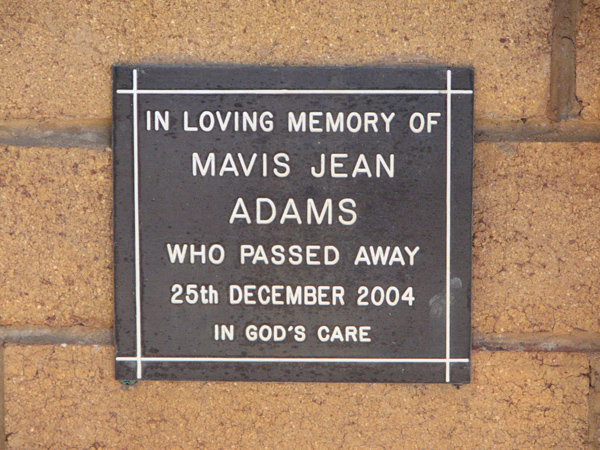 IN LOVING MEMORY OF
MAVIS JEAN
ADAMS
WHO PASSED AWAY
25th DECEMBER 2004
IN GOD'S CARE